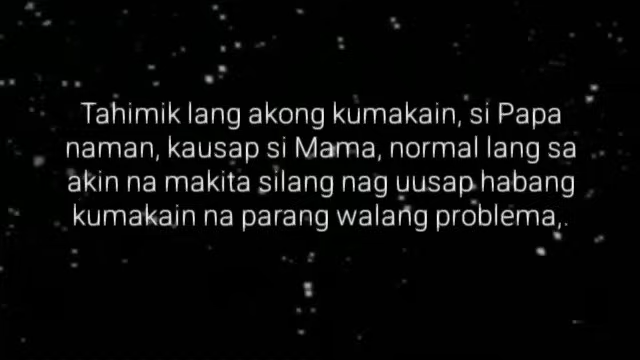 Tahimik lang akong kumakain, si Papa
naman, kausap si Mama, normal lang sa
akin na makita silang nag uusap habang
kumakain na parang walang problema,.